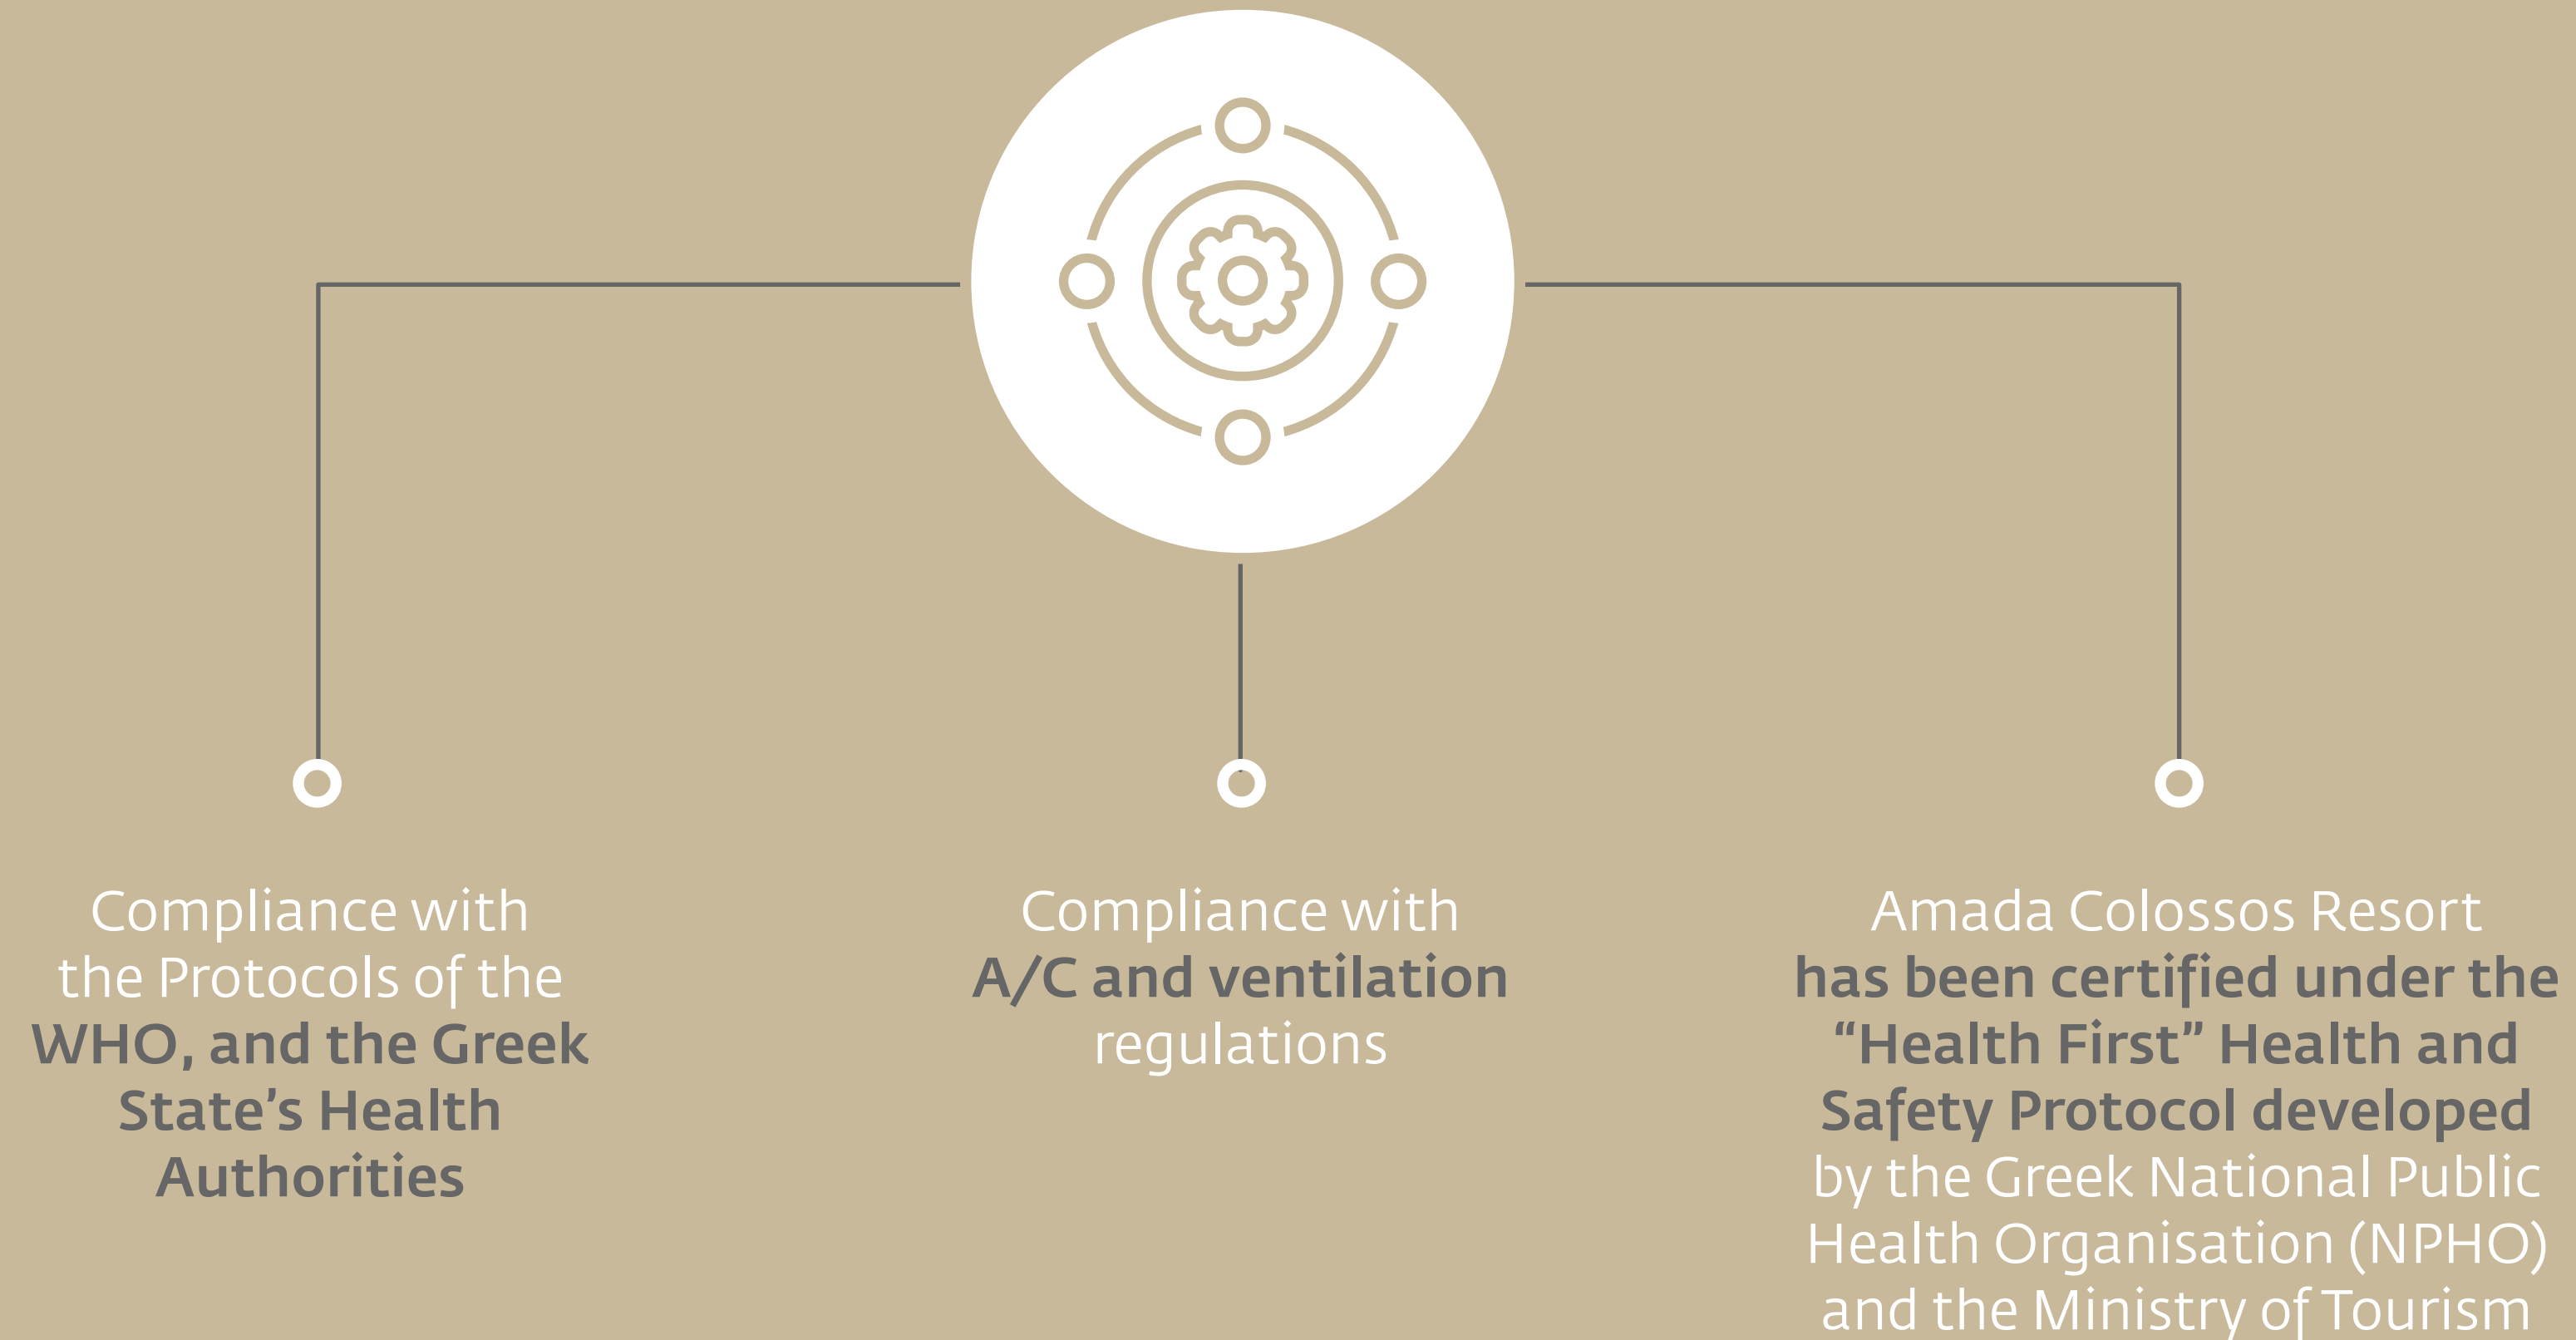 Compliance with
the Protocols of the
WHO, and the Greek
State’s Health
Authorities
Compliance with
A/C and ventilation
regulations
Amada Colossos Resort
has been certified under the
“Health First” Health and
Safety Protocol developed
by the Greek National Public
Health Organisation (NPHO)
and the Ministry of Tourism